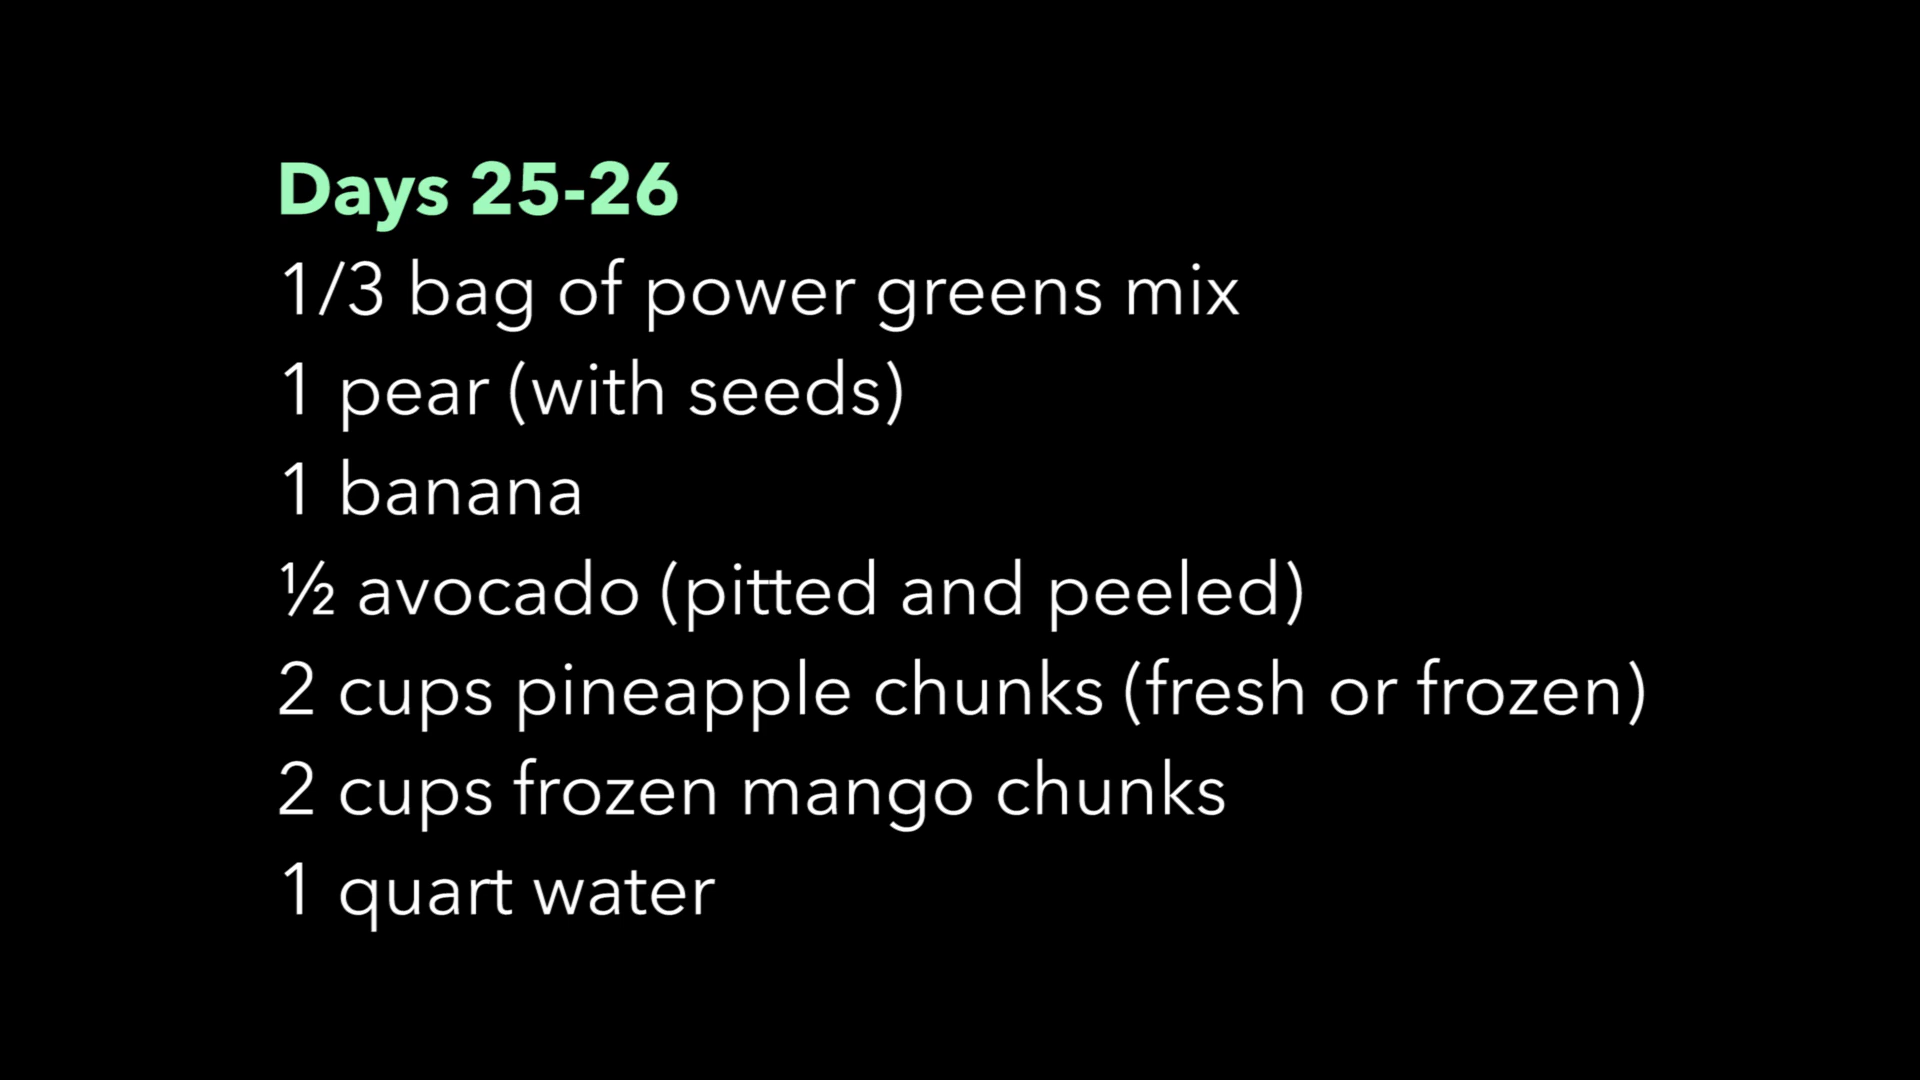 Days 25-26
1/3 bag of power greens mix
1 pear (with seeds)
1 banana
½ avocado (pitted and peeled)
2 cups pineapple chunks (fresh or frozen)
2 cups frozen mango chunks
1 quart water